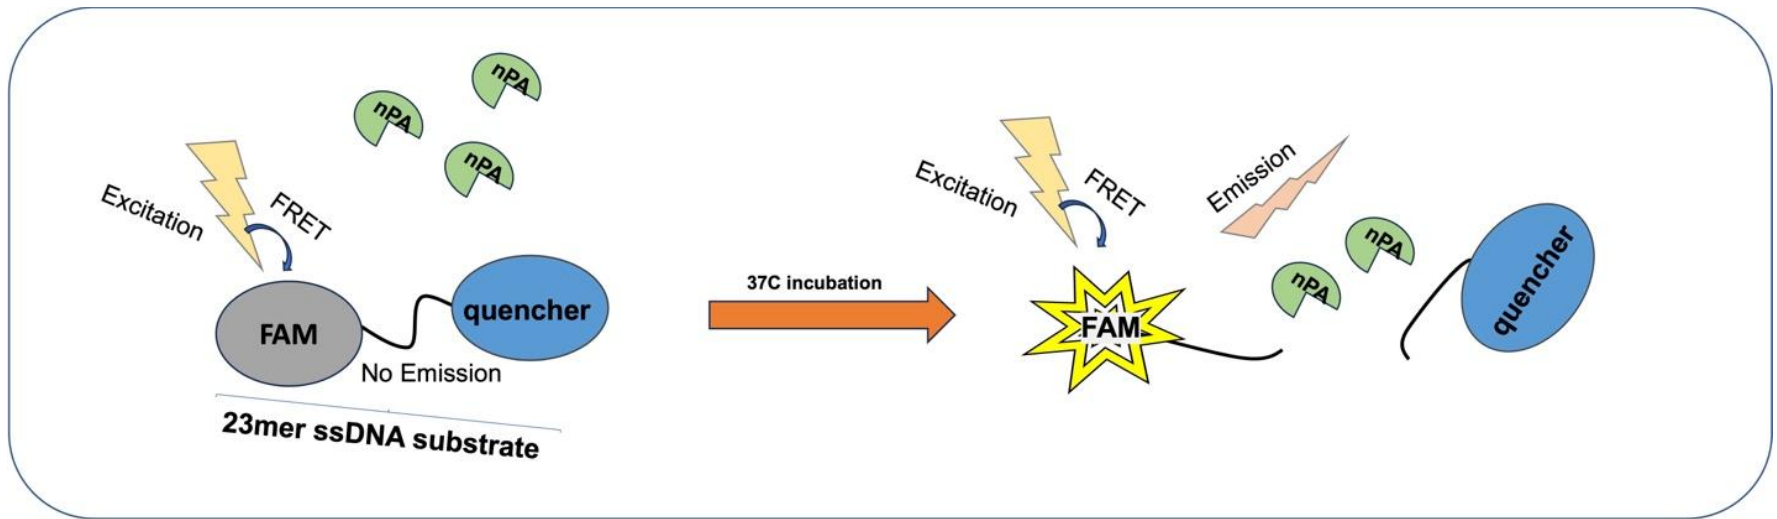 nPA
nPA
nPA
Excitation
FRET
FAM
quencher
No Emission
23mer ssDNA substrate
37C incubation
Excitation
FRET
Emission
nPA
nPA
FAM
quencher